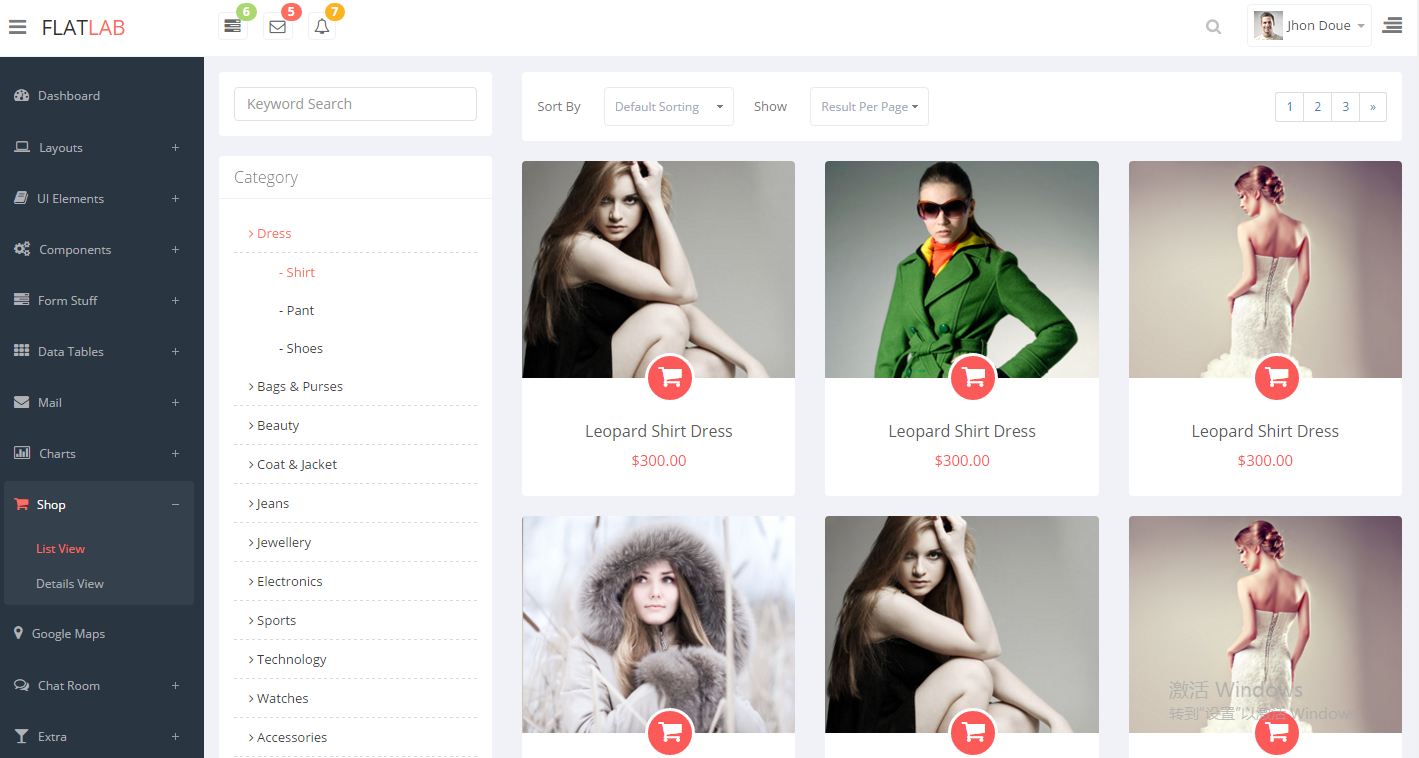 FLATLAB
6
5
7
Jhon Doue
Dashboard
Layouts
UI Elements
Components
Form Stuff
Data Tables
Mail
Charts
Shop
List View
Details View
Google Maps
Chat Room
Extra
Keyword Search
Category
Dress
- Shirt
- Pant
- Shoes
Bags & Purses
Beauty
Coat & Jacket
Jeans
Jewellery
Electronics
Sports
Technology
Watches
Accessories
Sort By Default Sorting Show Result Per Page 1 2 3 »
Leopard Shirt Dress
$300.00
Leopard Shirt Dress
$300.00
Leopard Shirt Dress
$300.00
激活 Windows
转到“设置”以激活 Windows